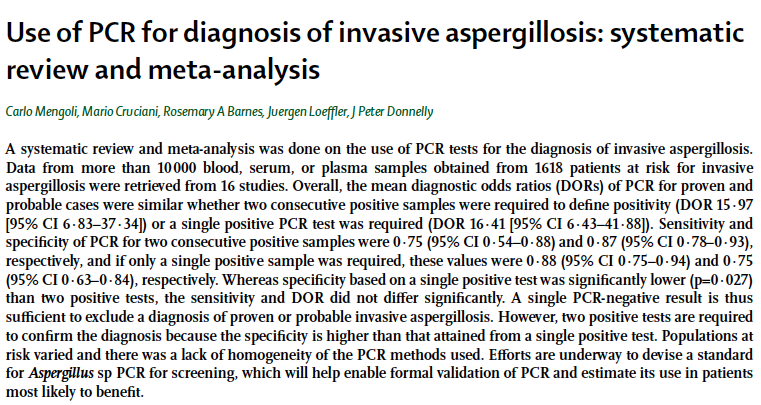 Use of PCR for diagnosis of invasive aspergillosis: systematic
review and meta-analysis
Carlo Mengoli, Mario Cruciani, Rosemary A Barnes, Juergen Loeffler, J Peter Donnelly
A systematic review and meta-analysis was done on the use of PCR tests for the diagnosis of invasive aspergillosis.
Data from more than 10 000 blood, serum, or plasma samples obtained from 1618 patients at risk for invasive
aspergillosis were retrieved from 16 studies. Overall, the mean diagnostic odds ratios (DORs) of PCR for proven and
probable cases were similar whether two consecutive positive samples were required to define positivity (DOR 15·97
[95% CI 6·83–37·34]) or a single positive PCR test was required (DOR 16·41 [95% CI 6·43–41·88]). Sensitivity and
specificity of PCR for two consecutive positive samples were 0·75 (95% CI 0·54–0·88) and 0·87 (95% CI 0·78–0·93),
respectively, and if only a single positive sample was required, these values were 0·88 (95% CI 0·75–0·94) and 0·75
(95% CI 0·63–0·84), respectively. Whereas specificity based on a single positive test was significantly lower (p=0·027)
than two positive tests, the sensitivity and DOR did not differ significantly. A single PCR-negative result is thus
sufficient to exclude a diagnosis of proven or probable invasive aspergillosis. However, two positive tests are required
to confirm the diagnosis because the specificity is higher than that attained from a single positive test. Populations at
risk varied and there was a lack of homogeneity of the PCR methods used. Efforts are underway to devise a standard
for Aspergillus sp PCR for screening, which will help enable formal validation of PCR and estimate its use in patients
most likely to benefit.